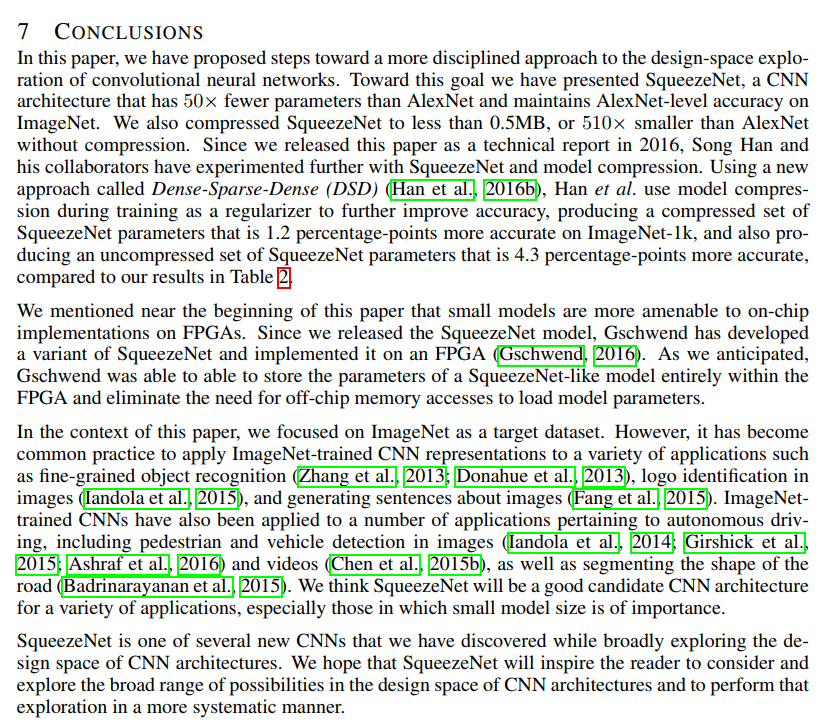 7 CONCLUSIONS
In this paper, we have proposed steps toward a more disciplined approach to the design-space explo-
ration of convolutional neural networks. Toward this goal we have presented SqueezeNet, a CNN
architecture that has 50× fewer parameters than AlexNet and maintains AlexNet-level accuracy on
ImageNet. We also compressed SqueezeNet to less than 0.5MB, or 510× smaller than AlexNet
without compression. Since we released this paper as a technical report in 2016, Song Han and
his collaborators have experimented further with SqueezeNet and model compression. Using a new
approach called Dense-Sparse-Dense (DSD) (Han et al., 2016b), Han et al. use model compres-
sion during training as a regularizer to further improve accuracy, producing a compressed set of
SqueezeNet parameters that is 1.2 percentage-points more accurate on ImageNet-1k, and also pro-
ducing an uncompressed set of SqueezeNet parameters that is 4.3 percentage-points more accurate,
compared to our results in Table 2.
We mentioned near the beginning of this paper that small models are more amenable to on-chip
implementations on FPGAs. Since we released the SqueezeNet model, Gschwend has developed
a variant of SqueezeNet and implemented it on an FPGA (Gschwend, 2016). As we anticipated,
Gschwend was able to able to store the parameters of a SqueezeNet-like model entirely within the
FPGA and eliminate the need for off-chip memory accesses to load model parameters.
In the context of this paper, we focused on ImageNet as a target dataset. However, it has become
common practice to apply ImageNet-trained CNN representations to a variety of applications such
as fine-grained object recognition (Zhang et al., 2013; Donahue et al., 2013), logo identification in
images (Iandola et al., 2015), and generating sentences about images (Fang et al., 2015). ImageNet-
trained CNNs have also been applied to a number of applications pertaining to autonomous driv-
ing, including pedestrian and vehicle detection in images (Iandola et al., 2014; Girshick et al.,
2015; Ashraf et al., 2016) and videos (Chen et al., 2015b), as well as segmenting the shape of the
road (Badrinarayanan et al., 2015). We think SqueezeNet will be a good candidate CNN architecture
for a variety of applications, especially those in which small model size is of importance.
SqueezeNet is one of several new CNNs that we have discovered while broadly exploring the de-
sign space of CNN architectures. We hope that SqueezeNet will inspire the reader to consider and
explore the broad range of possibilities in the design space of CNN architectures and to perform that
exploration in a more systematic manner.